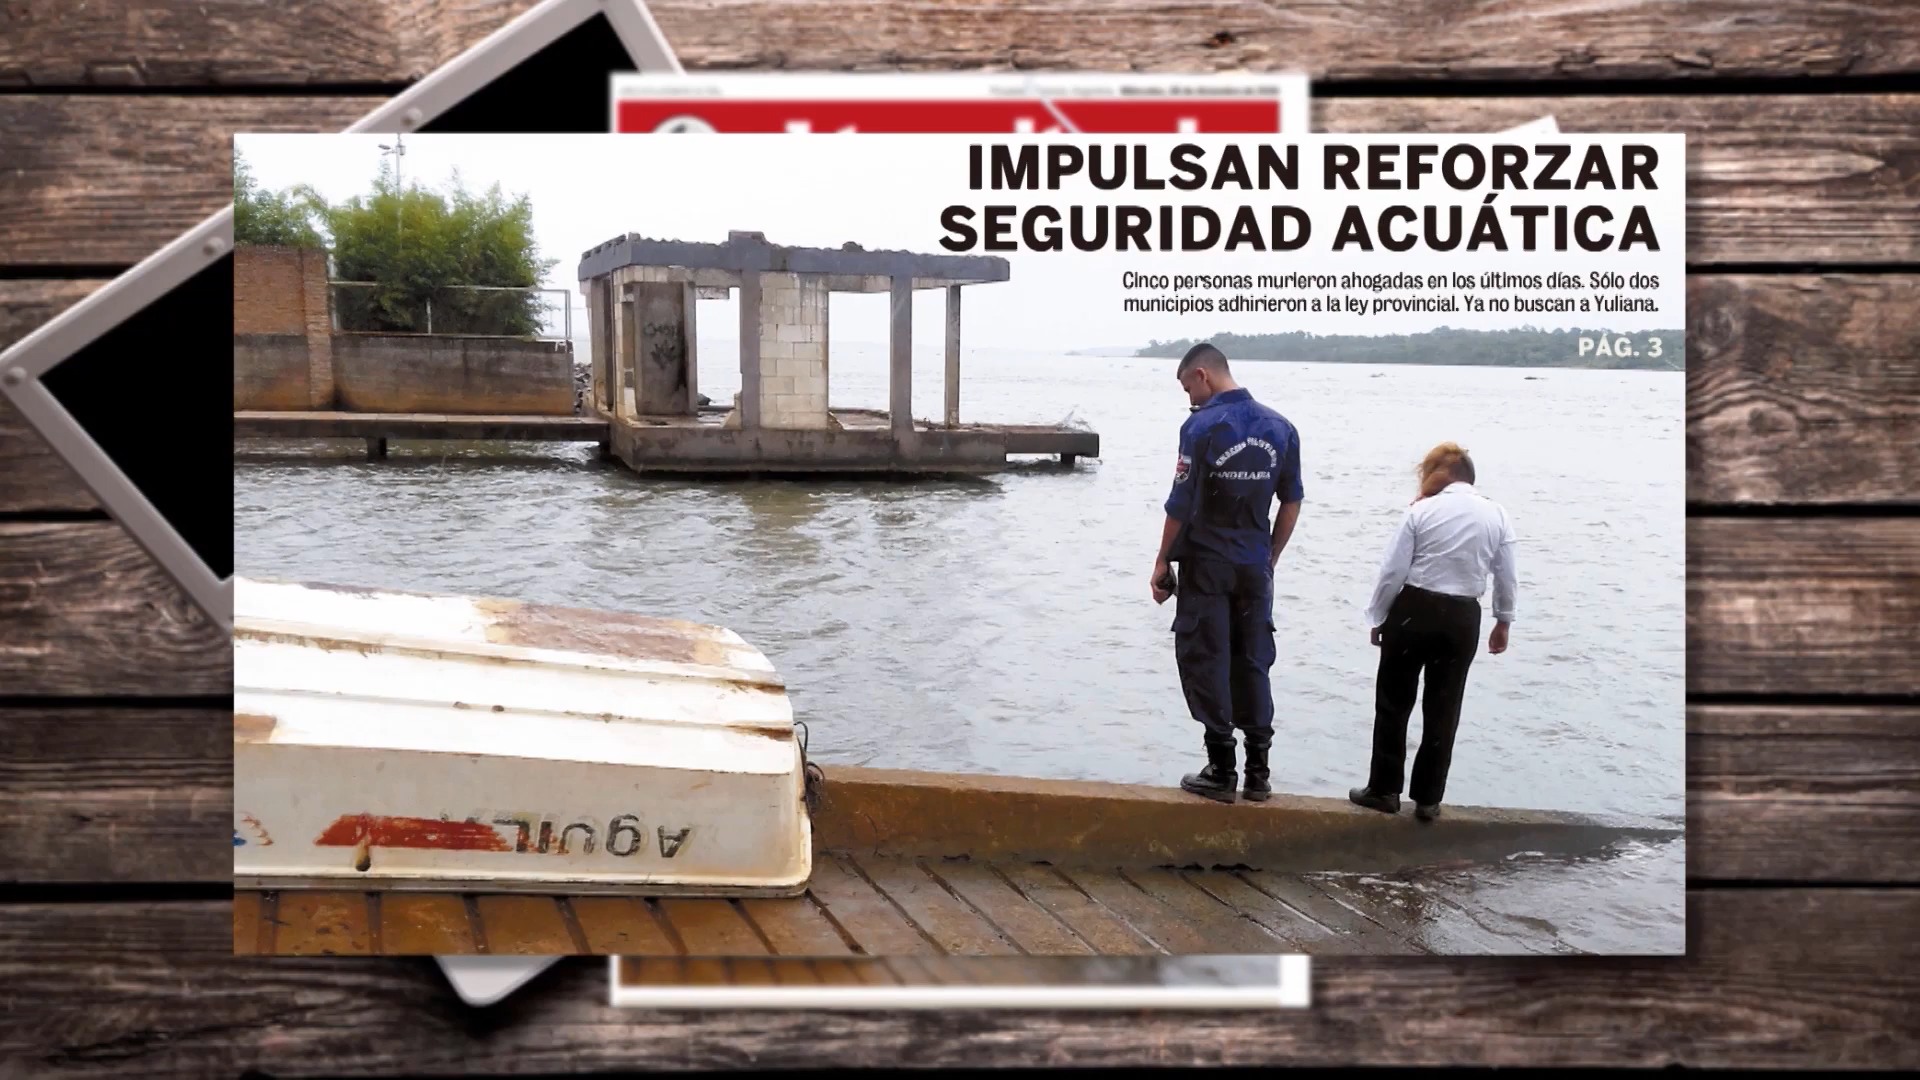 IMPULSAN REFORZAR
SEGURIDAD ACUÁTICA
Cinco personas murieron ahogadas en los últimos días. Sólo dos
municipios adhirieron a la ley provincial. Ya no buscan a Yuliana.
PÁG. 3
CANDELARIA
AQUILA